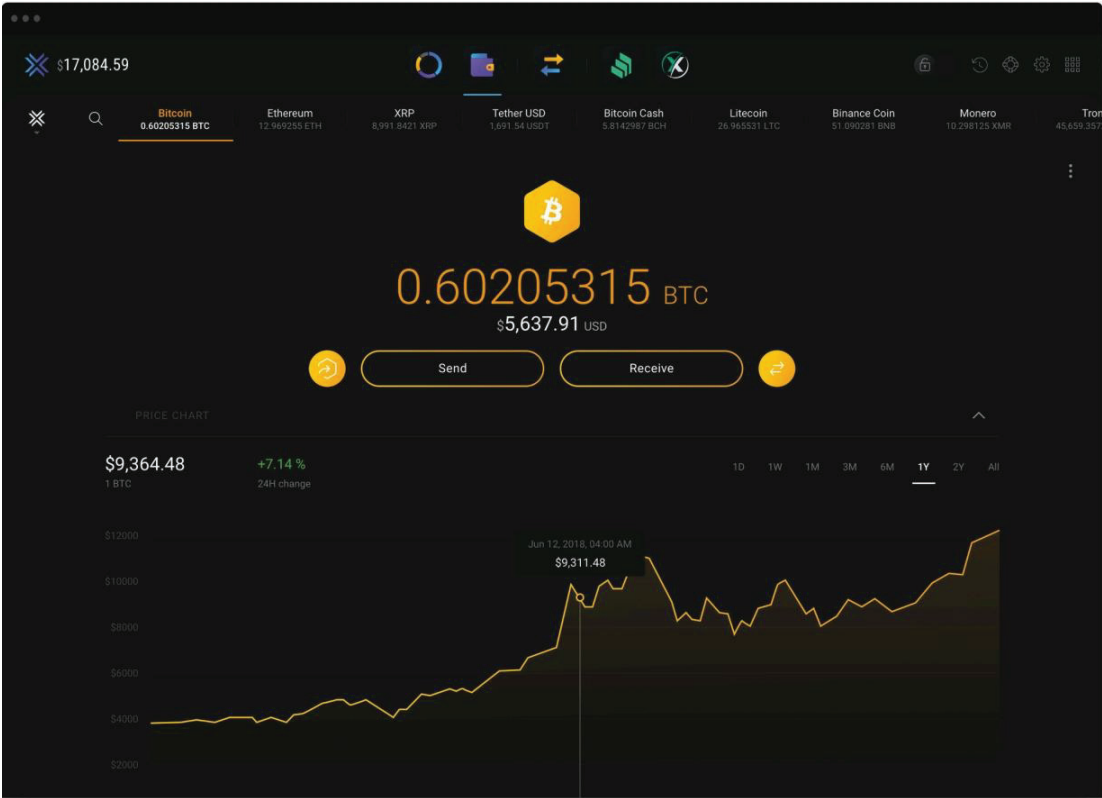 $17,084.59
Bitcoin
0.60205315 BTC
Ethereum
12.969255 ETH
XRP
8,991.8421 XRP
Tether USD
1,691.54 USDT
Bitcoin Cash
5.8142987 BCH
Litecoin
26.965531 LTC
Binance Coin
51.090281 BNB
Monero
10.298125 XMR
Tron
45,659.357
0.60205315 BTC
$5,637.91 USD
Send
Receive
PRICE CHART
$9,364.48
1 BTC
+7.14 %
24H change
1D 1W 1M 3M 6M 1Y 2Y All
$12000
Jun 12, 2018, 04:00 AM
$9,311.48
$10000
$8000
$6000
$4000
$2000